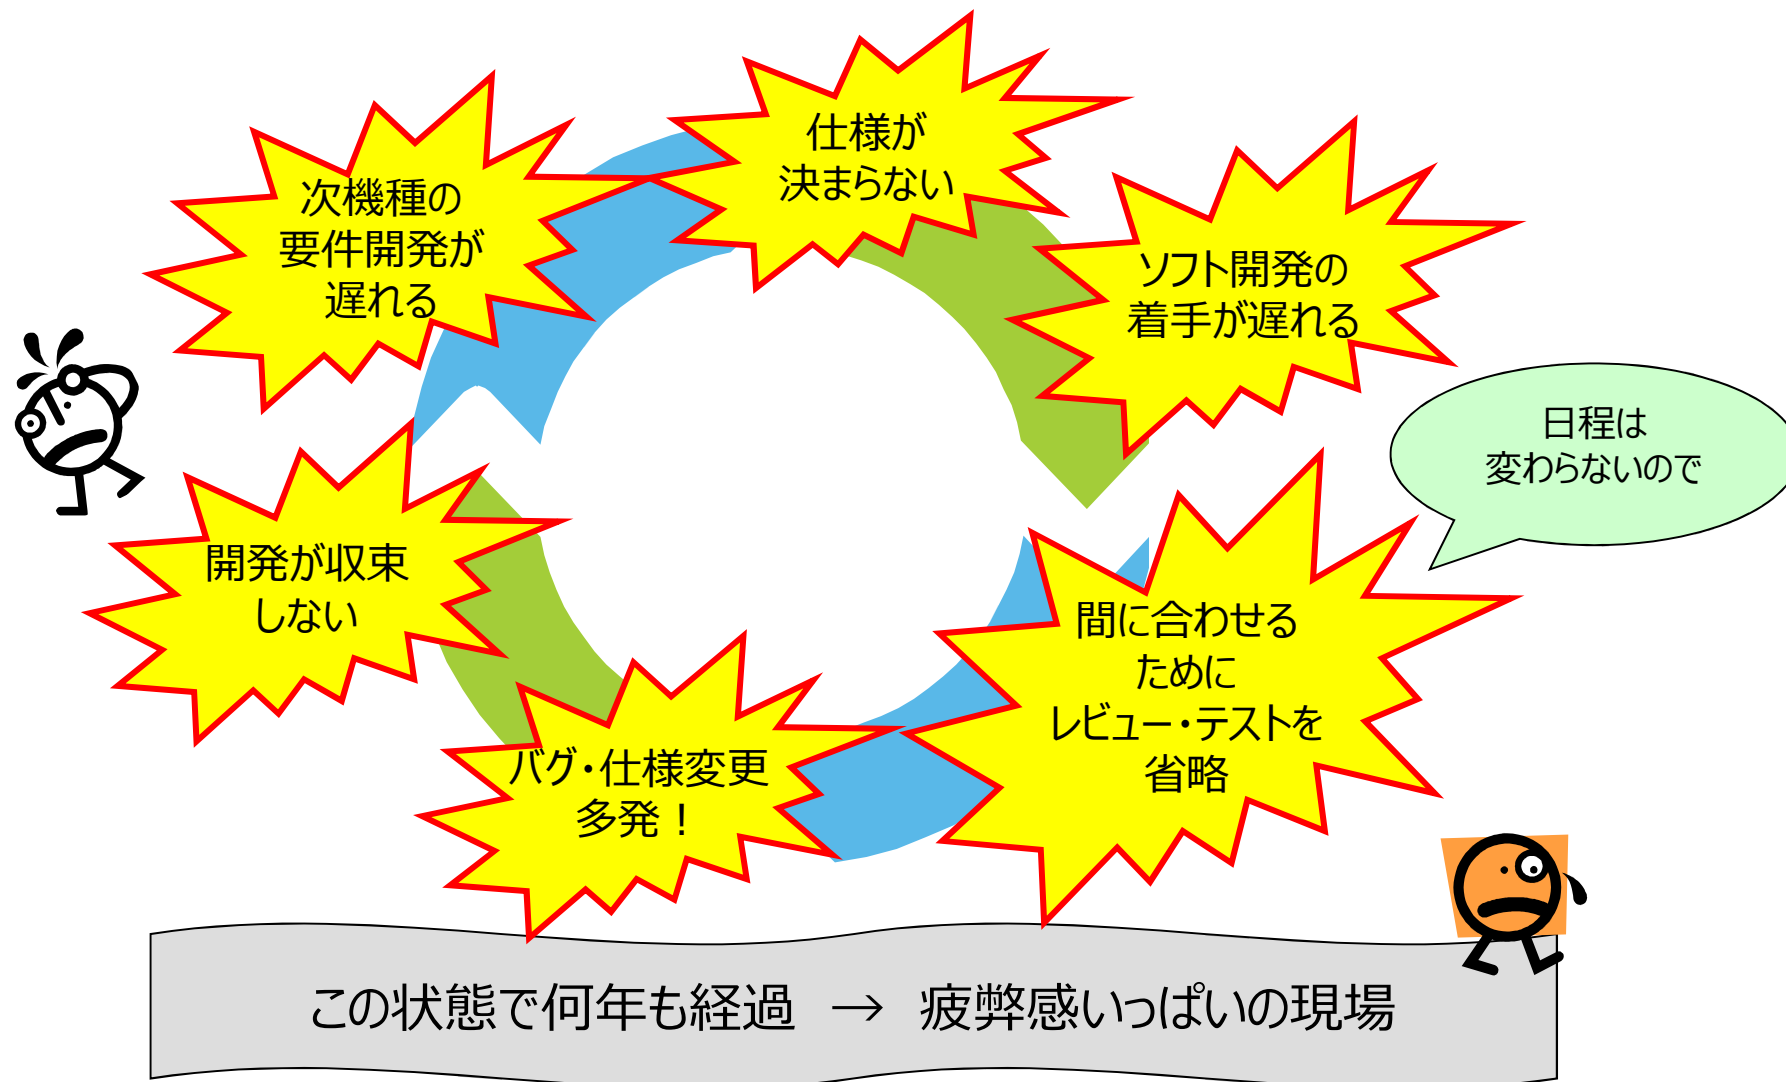 仕様が
決まらない
ソフト開発の
着手が遅れる
日程は
変わらないので
間に合わせる
ために
レビュー・テストを
省略
バグ・仕様変更
多発！
開発が収束
しない
次機種の
要件開発が
遅れる
この状態で何年も経過　→　疲弊感いっぱいの現場